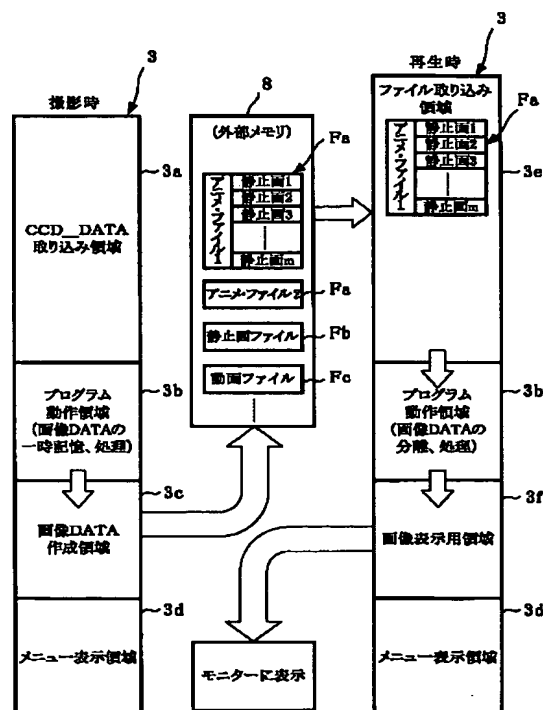 撮影時
3
3a
CCD__DATA
取り込み領域
3b
プログラム
動作領域
(画像DATAの
一時記憶、処理)
3c
画像DATA
作成領域
3d
メニュー表示領域
8
(外部メモリ)
Fa
アニメ・ファイル1
静止画1
静止画2
静止画3
静止画m
アニメ・ファイル2
Fa
静止画ファイル
Fb
動画ファイル
Fc
モニターに表示
再生時
3
ファイル取り込み
領域
Fa
アニメ・ファイル1
静止画1
静止画2
静止画3
静止画m
3e
プログラム
動作領域
(画像DATAの
分離、処理)
3b
画像表示用領域
3f
メニュー表示領域
3d